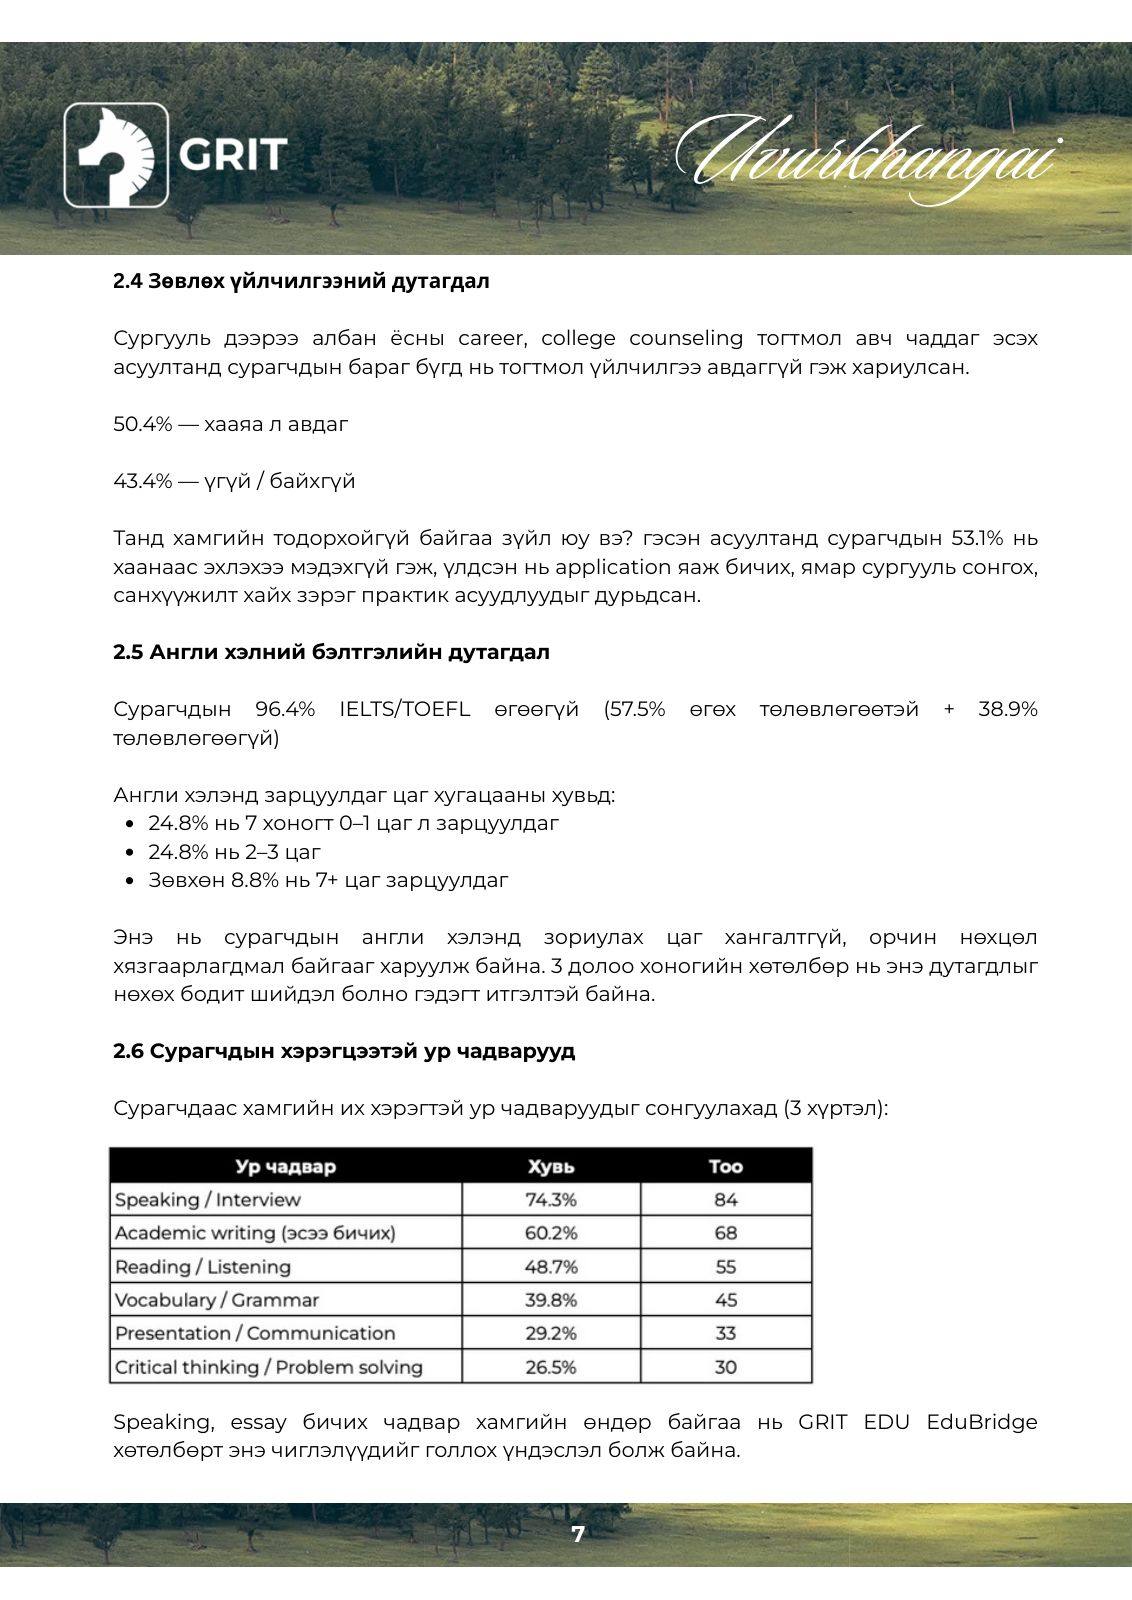 GRIT
Uvurkhangai
2.4 Зөвлөх үйлчилгээний дутагдал
Сургууль дээрээ албан ёсны career, college counseling тогтмол авч чаддаг эсэх
асуултанд сурагчдын бараг бүгд нь тогтмол үйлчилгээ авдаггүй гэж хариулсан.
50.4% — хааяа л авдаг
43.4% — үгүй / байхгүй
Танд хамгийн тодорхойгүй байгаа зүйл юу вэ? гэсэн асуултанд сурагчдын 53.1% нь
хаанаас эхлэхээ мэдэхгүй гэж, үлдсэн нь application яаж бичих, ямар сургууль сонгох,
санхүүжилт хайх зэрэг практик асуудлуудыг дурьдсан.
2.5 Англи хэлний бэлтгэлийн дутагдал
Сурагчдын 96.4% IELTS/TOEFL өгөөгүй (57.5% өгөх төлөвлөгөөтэй + 38.9%
төлөвлөгөөгүй)
Англи хэлэнд зарцуулдаг цаг хугацааны хувьд:
• 24.8% нь 7 хоногт 0–1 цаг л зарцуулдаг
• 24.8% нь 2–3 цаг
• Зөвхөн 8.8% нь 7+ цаг зарцуулдаг
Энэ нь сурагчдын англи хэлэнд зориулах цаг хангалтгүй, орчин нөхцөл
хязгаарлагдмал байгааг харуулж байна. 3 долоо хоногийн хөтөлбөр нь энэ дутагдлыг
нөхөх бодит шийдэл болно гэдэгт итгэлтэй байна.
2.6 Сурагчдын хэрэгцээтэй ур чадварууд
Сурагчдаас хамгийн их хэрэгтэй ур чадваруудыг сонгуулахад (3 хүртэл):
Ур чадвар Хувь Тоо
Speaking / Interview 74.3% 84
Academic writing (эсээ бичих) 60.2% 68
Reading / Listening 48.7% 55
Vocabulary / Grammar 39.8% 45
Presentation / Communication 29.2% 33
Critical thinking / Problem solving 26.5% 30
Speaking, essay бичих чадвар хамгийн өндөр байгаа нь GRIT EDU EduBridge
хөтөлбөрт энэ чиглэлүүдийг голлох үндэслэл болж байна.
7